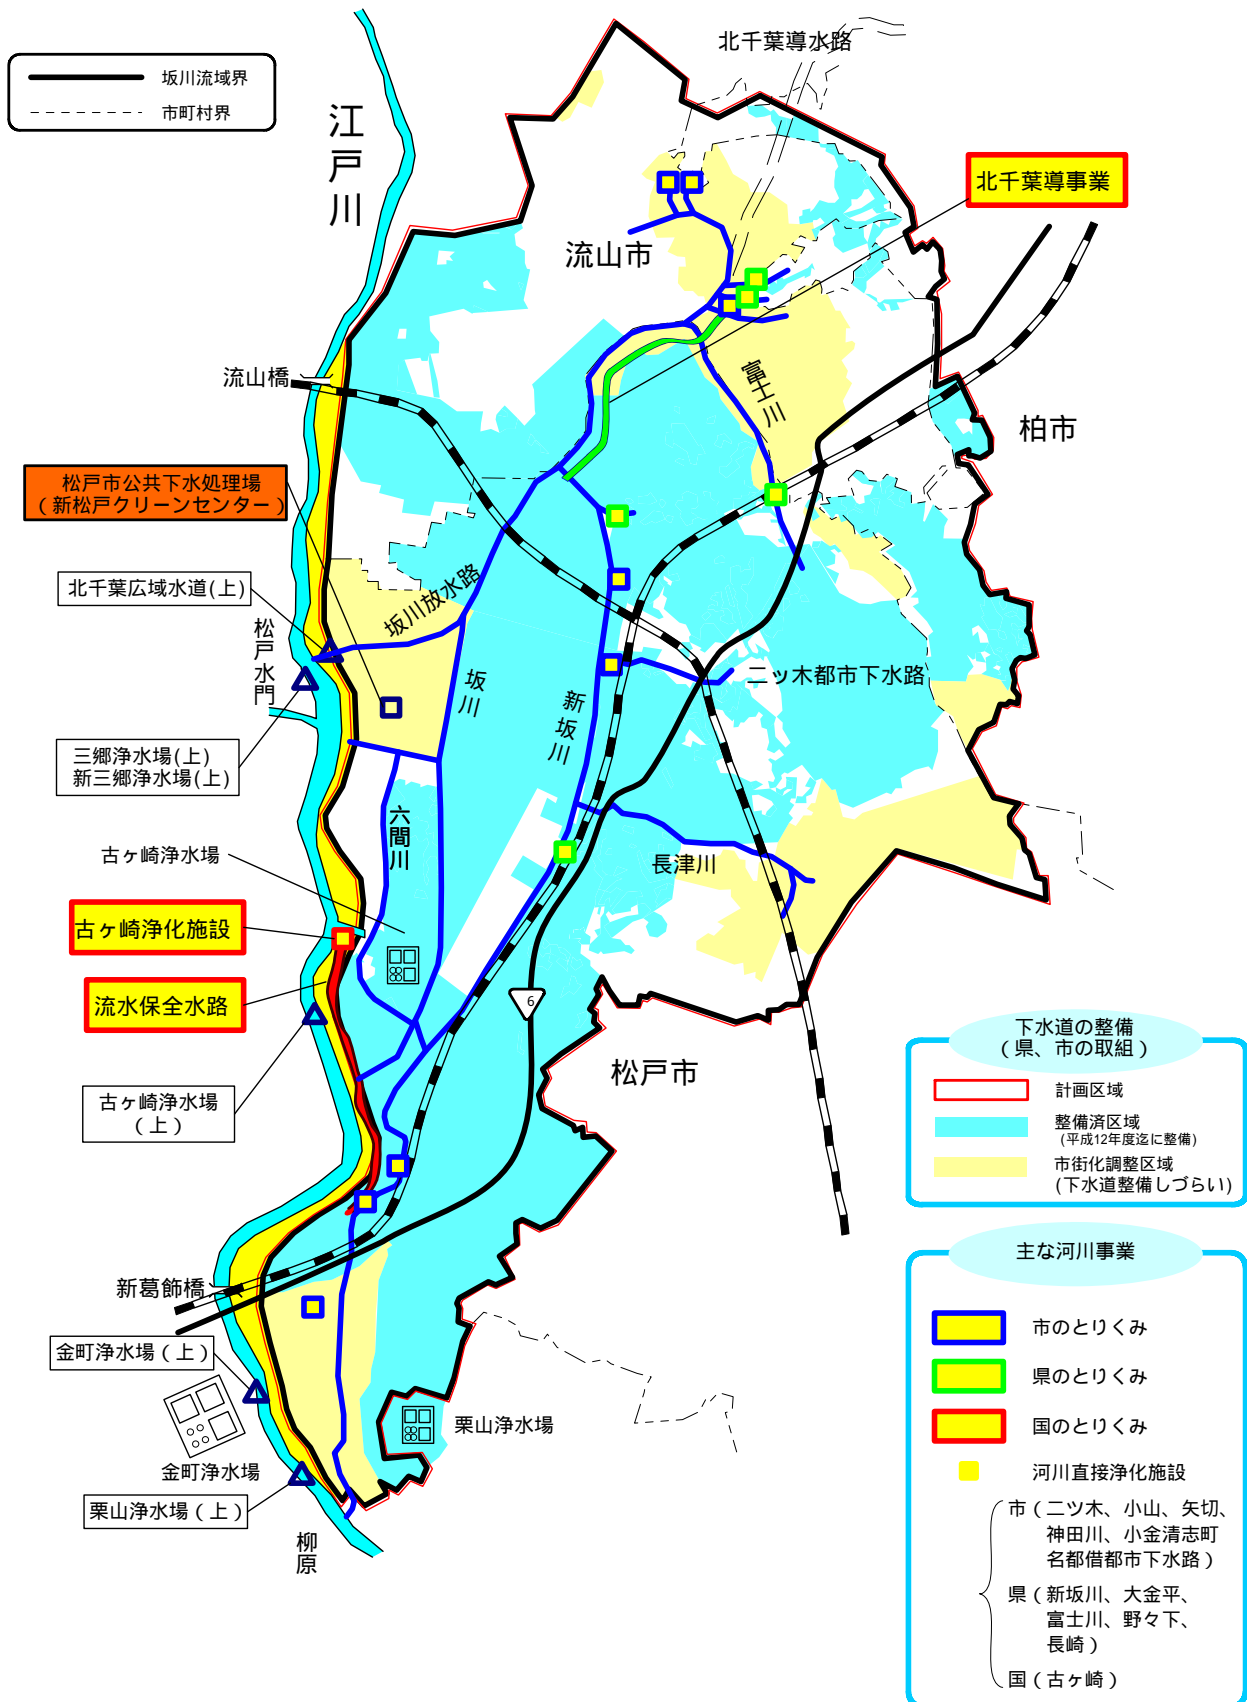 坂川流域界
市町村界
江戸川
北千葉導水路
北千葉導事業
流山市
流山橋
富士川
柏市
松戸市公共下水処理場
(新松戸クリーンセンター)
北千葉広域水道(上)
坂川放水路
松戸水門
坂川
新坂川
二ッ木都市下水路
三郷浄水場(上)
新三郷浄水場(上)
六間川
古ヶ崎浄水場
長津川
古ヶ崎浄化施設
流水保全水路
6
古ヶ崎浄水場
(上)
松戸市
下水道の整備
(県、市の取組)
計画区域
整備済区域
(平成12年度迄に整備)
市街化調整区域
(下水道整備しづらい)
新葛飾橋
主な河川事業
市のとりくみ
県のとりくみ
国のとりくみ
河川直接浄化施設
市(二ツ木、小山、矢切、
神田川、小金清志町
名都借都市下水路)
県(新坂川、大金平、
富士川、野々下、
長崎)
国(古ヶ崎)
金町浄水場(上)
金町浄水場
栗山浄水場
栗山浄水場(上)
柳原